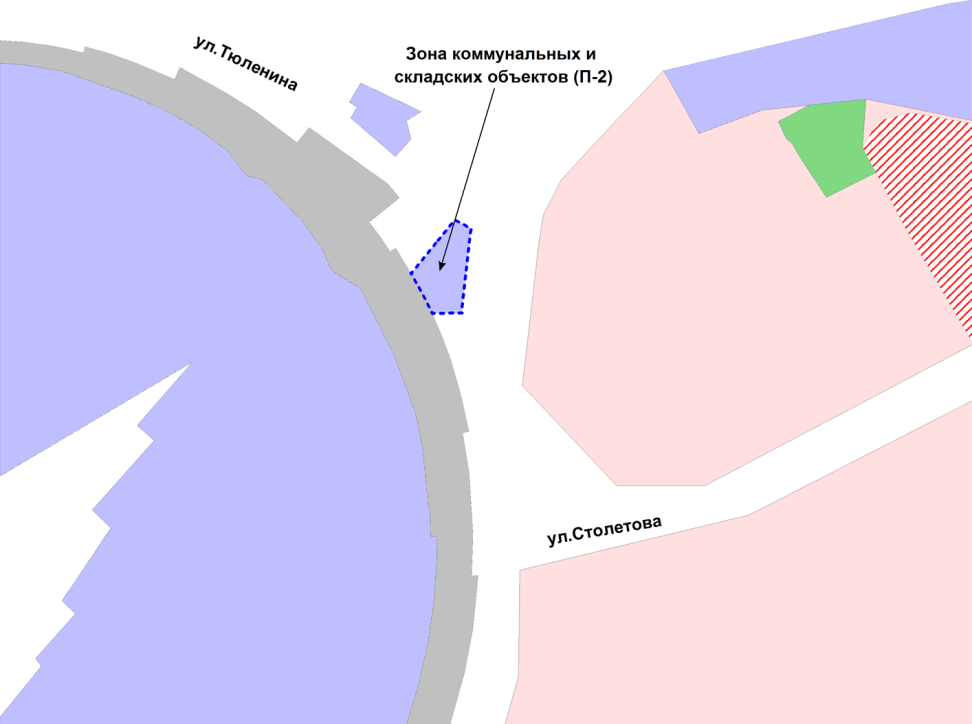 ул.Тюленина
Зона коммунальных и
складских объектов (П-2)
ул.Столетова